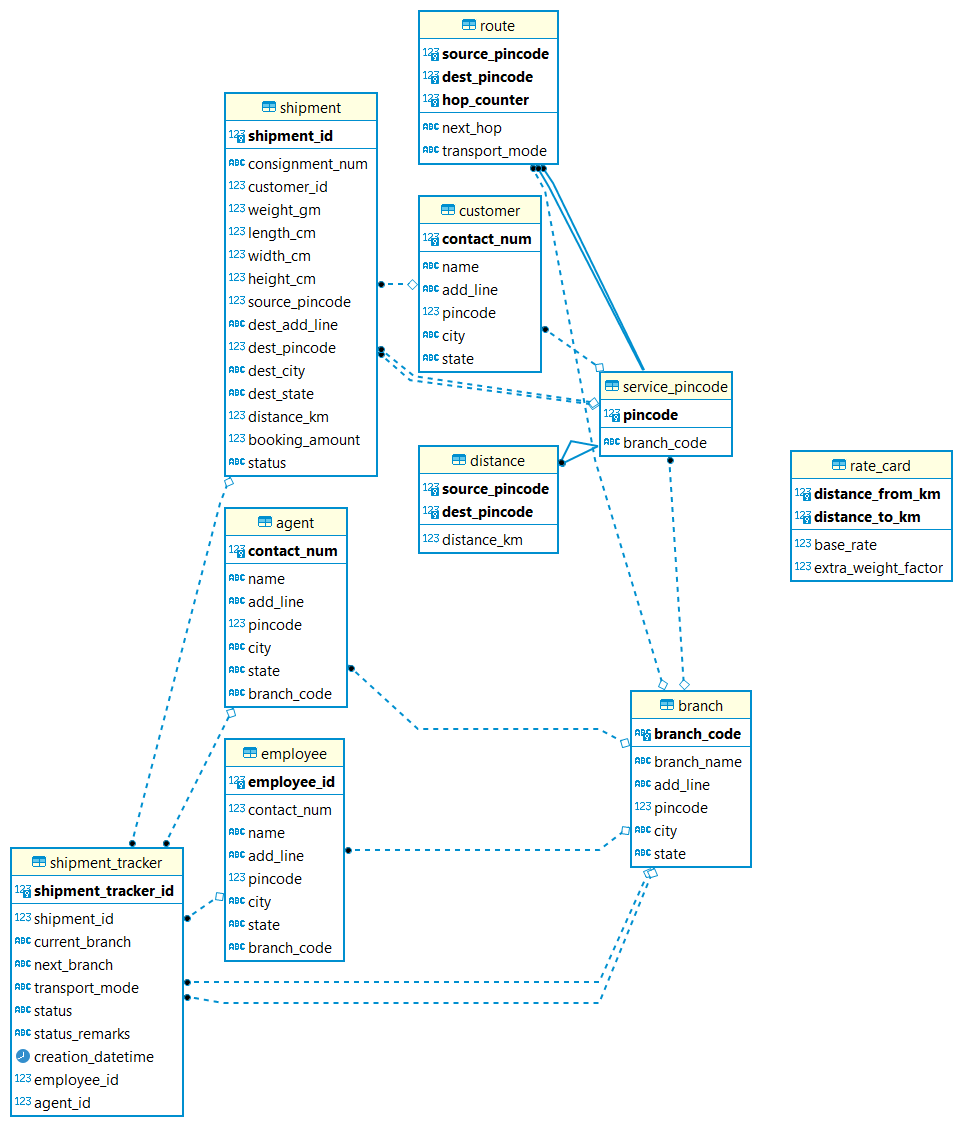 route
source_pincode
dest_pincode
hop_counter
next_hop
transport_mode
shipment
shipment_id
consignment_num
customer_id
weight_gm
length_cm
width_cm
height_cm
source_pincode
dest_add_line
dest_pincode
dest_city
dest_state
distance_km
booking_amount
status
customer
contact_num
name
add_line
pincode
city
state
service_pincode
pincode
branch_code
distance
source_pincode
dest_pincode
distance_km
rate_card
distance_from_km
distance_to_km
base_rate
extra_weight_factor
agent
contact_num
name
add_line
pincode
city
state
branch_code
branch
branch_code
branch_name
add_line
pincode
city
state
employee
employee_id
contact_num
name
add_line
pincode
city
state
branch_code
shipment_tracker
shipment_tracker_id
shipment_id
current_branch
next_branch
transport_mode
status
status_remarks
creation_datetime
employee_id
agent_id